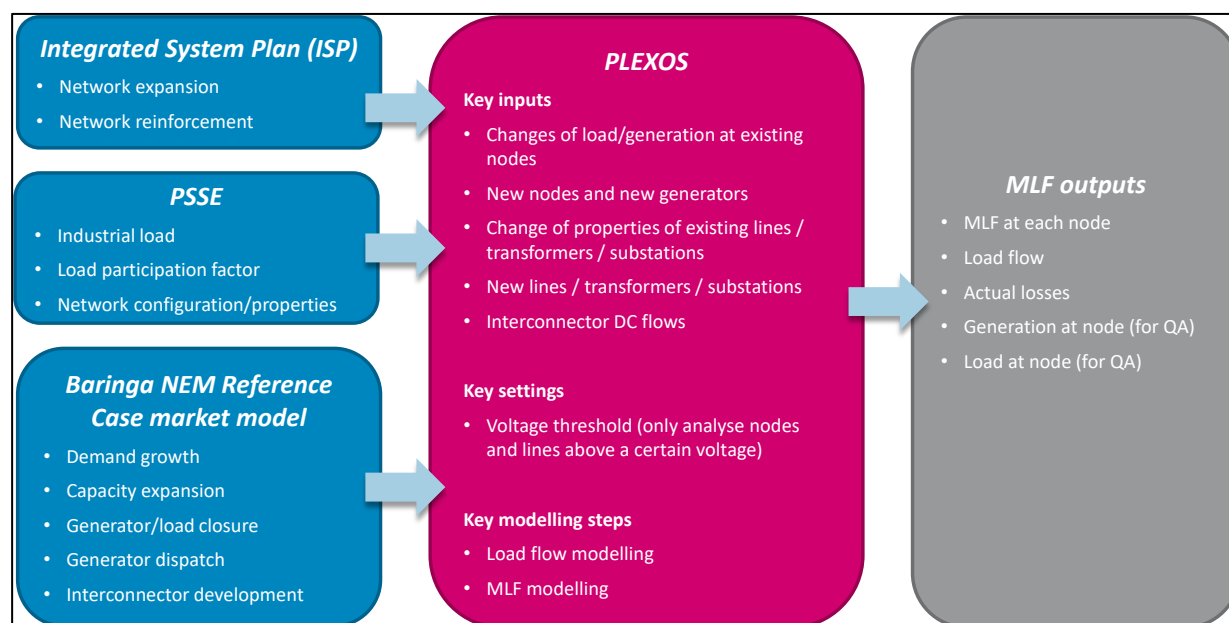 Integrated System Plan (ISP)
• Network expansion
• Network reinforcement
PSSE
• Industrial load
• Load participation factor
• Network configuration/properties
Baringa NEM Reference
Case market model
• Demand growth
• Capacity expansion
• Generator/load closure
• Generator dispatch
• Interconnector development
PLEXOS
Key inputs
• Changes of load/generation at existing
nodes
• New nodes and new generators
• Change of properties of existing lines /
transformers / substations
• New lines / transformers / substations
• Interconnector DC flows
Key settings
• Voltage threshold (only analyse nodes
and lines above a certain voltage)
Key modelling steps
• Load flow modelling
• MLF modelling
MLF outputs
• MLF at each node
• Load flow
• Actual losses
• Generation at node (for QA)
• Load at node (for QA)